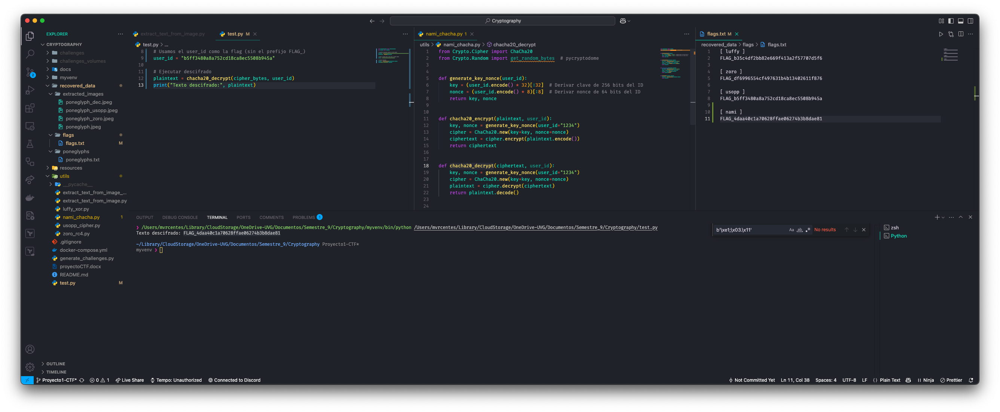 Cryptography
EXPLORER
CRYPTOGRAPHY
challenges
challenges_volumes
docs
myvenv
recovered_data
extracted_images
poneglyph_dec.jpeg
poneglyph_usopp.jpeg
poneglyph_zoro.jpeg
poneglyph.jpeg
flags
flags.txt M
poneglyphs
poneglyphs.txt
resources
utils
__pycache__
extract_text_from_image_...
extract_text_from_image.py
luffy_xor.py
nami_chacha.py 1
usopp_cipher.py
zoro_rc4.py
.gitignore
docker-compose.yml
generate_challenges.py
proyectoCTF.docx
README.md
test.py M
OUTLINE
TIMELINE
2
extract_text_from_image.py
test.py M
test.py > ...
8 # Usamos el user_id como la flag (sin el prefijo FLAG_)
9 user_id = "b5ff3480a8a752cd18ca8ec5508b945a"
10
11 # Ejecutar descifrado
12 plaintext = chacha20_decrypt(cipher_bytes, user_id)
13 print("Texto descifrado:", plaintext)
nami_chacha.py 1
utils > nami_chacha.py > chacha20_decrypt
1 from Crypto.Cipher import ChaCha20
2 from Crypto.Random import get_random_bytes # pycryptodome
3
4
5 def generate_key_nonce(user_id):
6 key = (user_id.encode() * 32)[:32] # Derivar clave de 256 bits del ID
7 nonce = (user_id.encode() * 8)[:8] # Derivar nonce de 64 bits del ID
8 return key, nonce
9
10
11 def chacha20_encrypt(plaintext, user_id):
12 key, nonce = generate_key_nonce(user_id="1234")
13 cipher = ChaCha20.new(key=key, nonce=nonce)
14 ciphertext = cipher.encrypt(plaintext.encode())
15 return ciphertext
16
17
18 def chacha20_decrypt(ciphertext, user_id):
19 key, nonce = generate_key_nonce(user_id="1234")
20 cipher = ChaCha20.new(key=key, nonce=nonce)
21 plaintext = cipher.decrypt(ciphertext)
22 return plaintext.decode()
23
24
flags.txt M
recovered_data > flags > flags.txt
1 [ luffy ]
2 FLAG_b35c4df2bb82e669f413a2f57707d5f6
3
4 [ zoro ]
5 FLAG_df6996554cf497631b4b13402611f876
6
7 [ usopp ]
8 FLAG_b5ff3480a8a752cd18ca8ec5508b945a
9
10 [ nami ]
11 FLAG_4daa40c1a70628ffae06274b3b8dae81
OUTPUT DEBUG CONSOLE TERMINAL PORTS COMMENTS PROBLEMS 1
❯ /Users/mvrcentes/Library/CloudStorage/OneDrive-UVG/Documentos/Semestre_9/Cryptography/myvenv/bin/python /Users/mvrcentes/Library/CloudStorage/OneDrive-UVG/Documentos/Semestre_9/Cryptography/test.py
Texto descifrado: FLAG_4daa40c1a70628ffae06274b3b8dae81
~/Library/CloudStorage/OneDrive-UVG/Documentos/Semestre_9/Cryptography Proyecto1-CTF*
myvenv ❯
b'\xe1;\x03.\x11' Aa ab .* No results
zsh
Python
Proyecto1-CTF* 0 1 Live Share Tempo: Unauthorized Connected to Discord Not Committed Yet Ln 11, Col 38 Spaces: 4 UTF-8 LF {} Plain Text Ninja Prettier